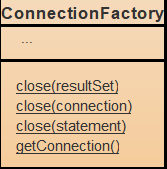 ConnectionFactory
...
close(resultSet)
close(connection)
close(statement)
getConnection()